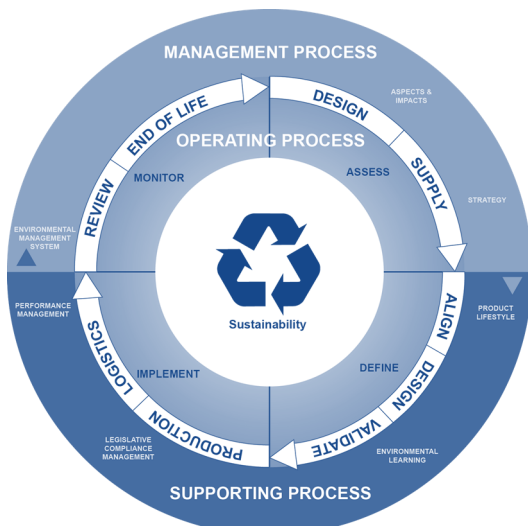 MANAGEMENT PROCESS
ASPECTS &
IMPACTS
END OF LIFE
DESIGN
OPERATING PROCESS
MONITOR
ASSESS
REVIEW
SUPPLY
STRATEGY
ENVIRONMENTAL
MANAGEMENT
SYSTEM
PERFORMANCE
MANAGEMENT
PRODUCT
LIFESTYLE
Sustainability
ALIGN
DESIGN
VALIDATE
DEFINE
IMPLEMENT
LOGISTICS
PRODUCTION
LEGISLATIVE
COMPLIANCE
MANAGEMENT
ENVIRONMENTAL
LEARNING
SUPPORTING PROCESS